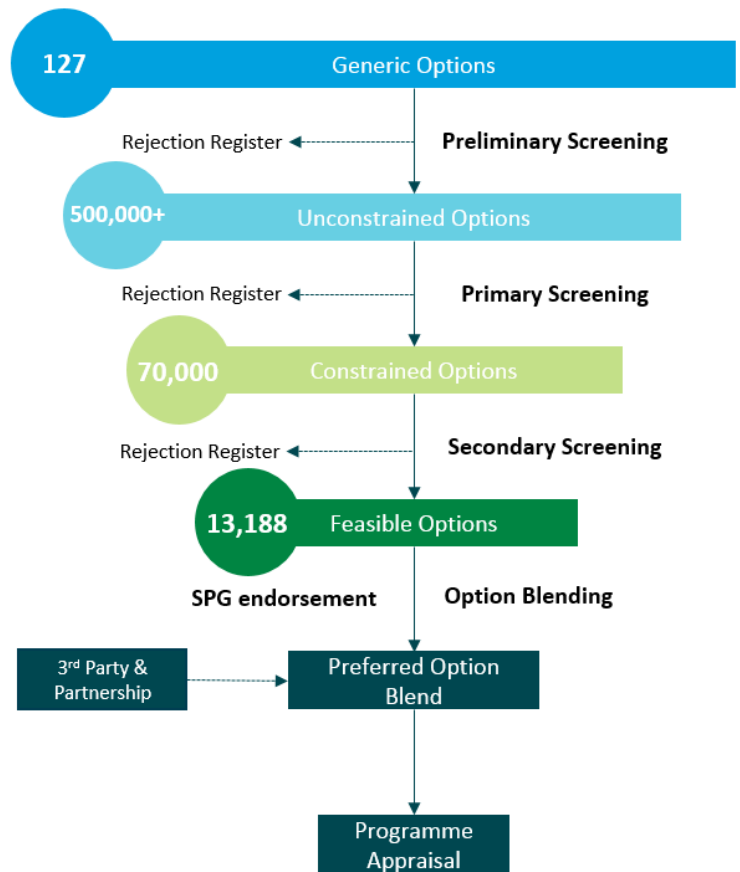 127
Generic Options
Rejection Register
Preliminary Screening
500,000+
Unconstrained Options
Rejection Register
Primary Screening
70,000
Constrained Options
Rejection Register
Secondary Screening
13,188
Feasible Options
SPG endorsement
Option Blending
3rd Party &
Partnership
Preferred Option
Blend
Programme
Appraisal